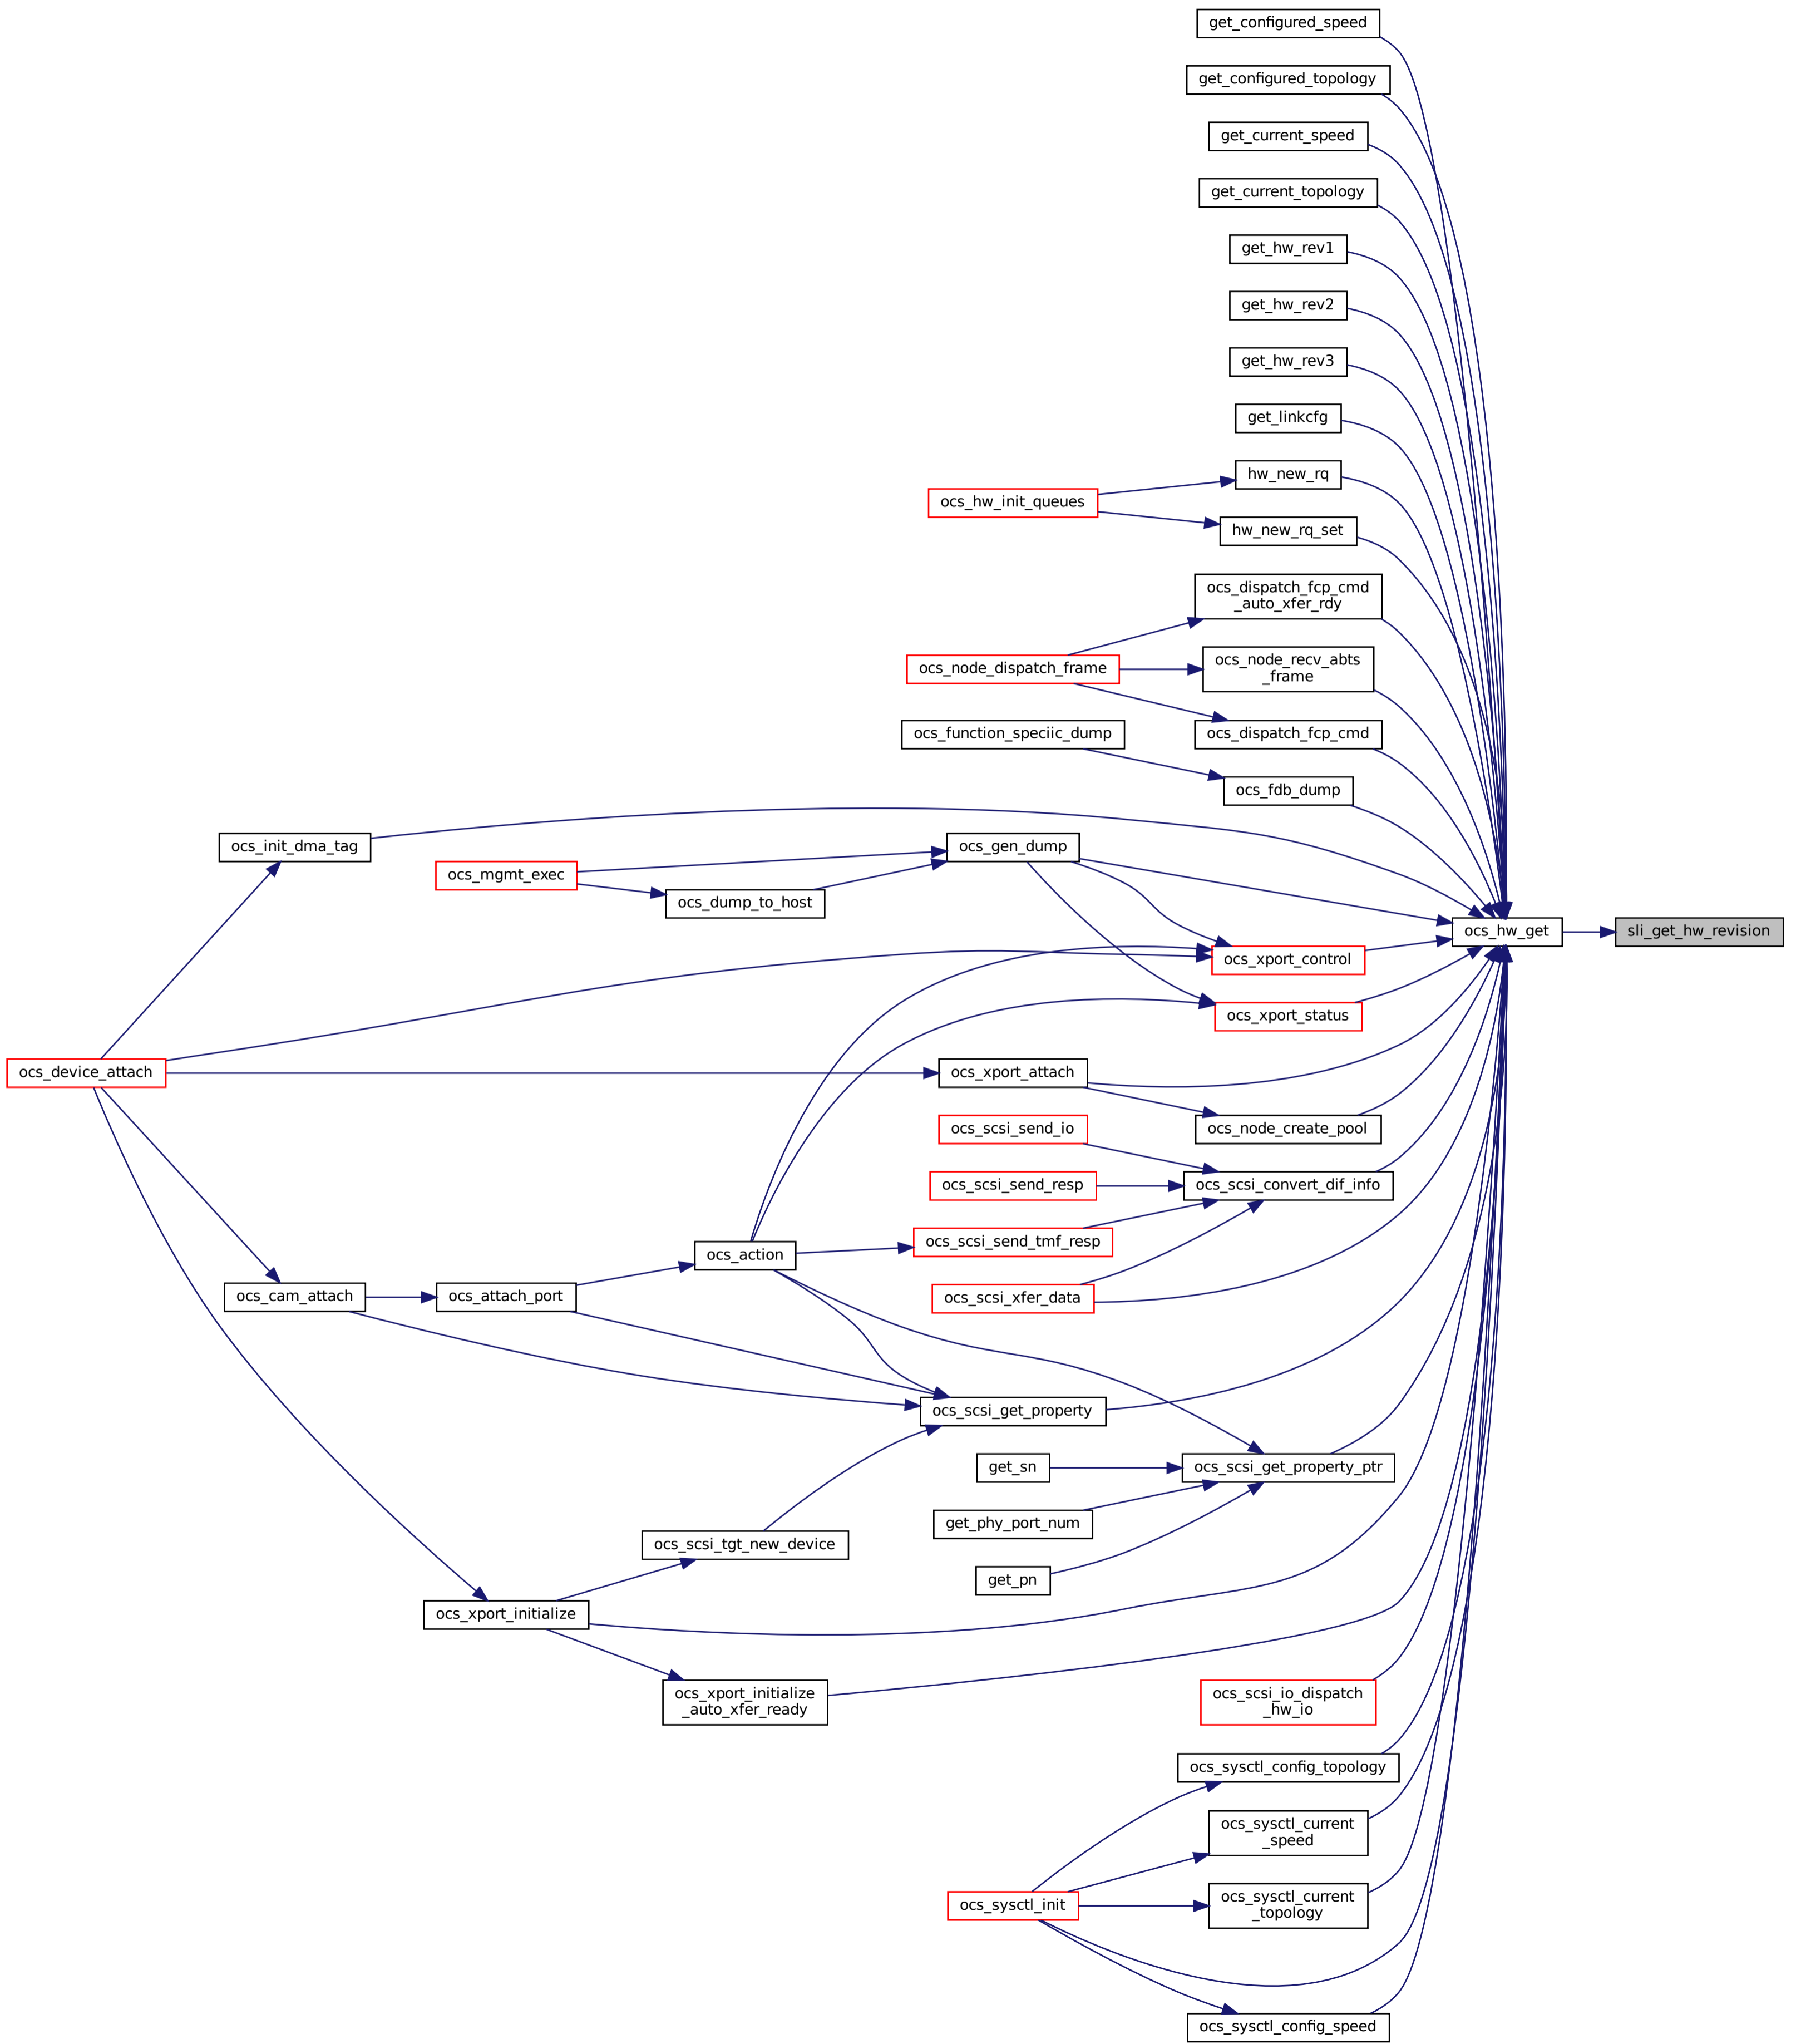 get_configured_speed
get_configured_topology
get_current_speed
get_current_topology
get_hw_rev1
get_hw_rev2
get_hw_rev3
get_linkcfg
hw_new_rq
ocs_hw_init_queues
hw_new_rq_set
ocs_dispatch_fcp_cmd
_auto_xfer_rdy
ocs_node_dispatch_frame
ocs_node_recv_abts
_frame
ocs_function_speciic_dump
ocs_dispatch_fcp_cmd
ocs_fdb_dump
ocs_init_dma_tag
ocs_gen_dump
ocs_mgmt_exec
ocs_dump_to_host
ocs_hw_get
sli_get_hw_revision
ocs_xport_control
ocs_xport_status
ocs_device_attach
ocs_xport_attach
ocs_scsi_send_io
ocs_node_create_pool
ocs_scsi_send_resp
ocs_scsi_convert_dif_info
ocs_action
ocs_scsi_send_tmf_resp
ocs_cam_attach
ocs_attach_port
ocs_scsi_xfer_data
ocs_scsi_get_property
get_sn
ocs_scsi_get_property_ptr
get_phy_port_num
ocs_scsi_tgt_new_device
get_pn
ocs_xport_initialize
ocs_xport_initialize
_auto_xfer_ready
ocs_scsi_io_dispatch
_hw_io
ocs_sysctl_config_topology
ocs_sysctl_current
_speed
ocs_sysctl_init
ocs_sysctl_current
_topology
ocs_sysctl_config_speed